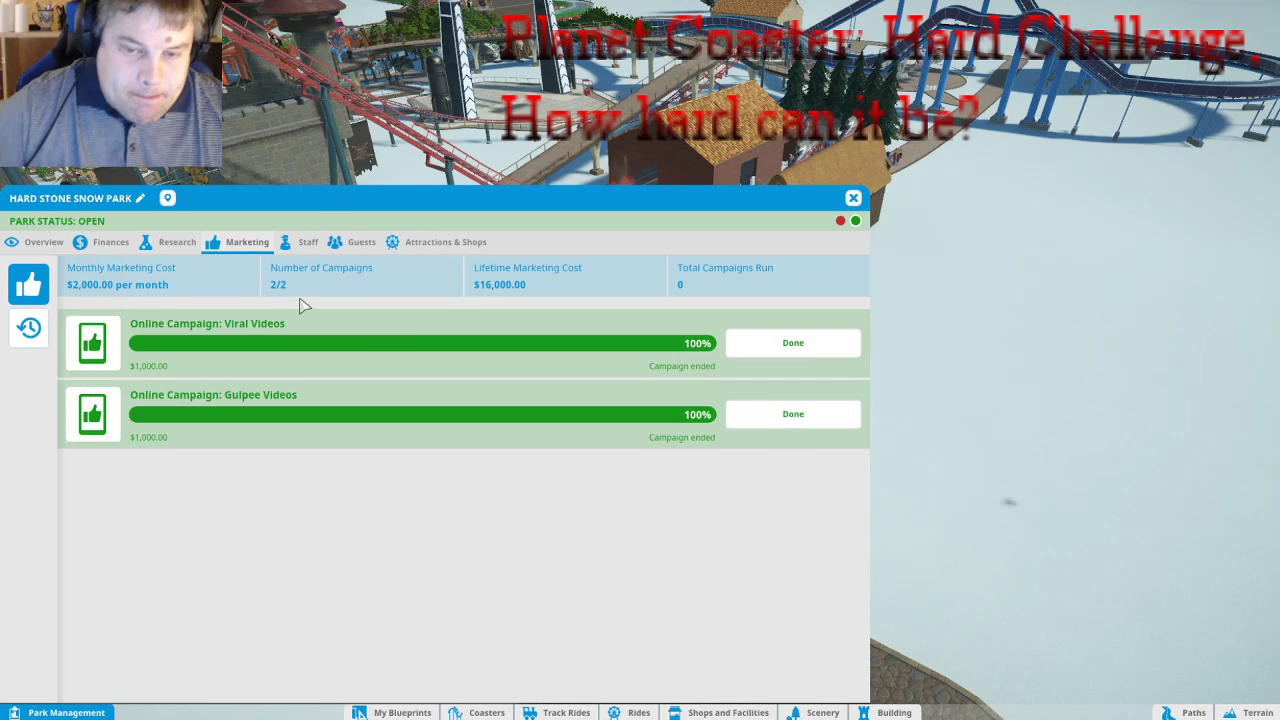 Planet Coaster: Hard Challenge,
How hard can it be?
HARD STONE SNOW PARK
PARK STATUS: OPEN
Overview Finances Research Marketing Staff Guests Attractions & Shops
Monthly Marketing Cost Number of Campaigns Lifetime Marketing Cost Total Campaigns Run
$2,000.00 per month 2/2 $16,000.00 0
Online Campaign: Viral Videos
100% Done
$1,000.00 Campaign ended
Online Campaign: Gulpee Videos
100% Done
$1,000.00 Campaign ended
Park Management My Blueprints Coasters Track Rides Rides Shops and Facilities Scenery Building Paths Terrain